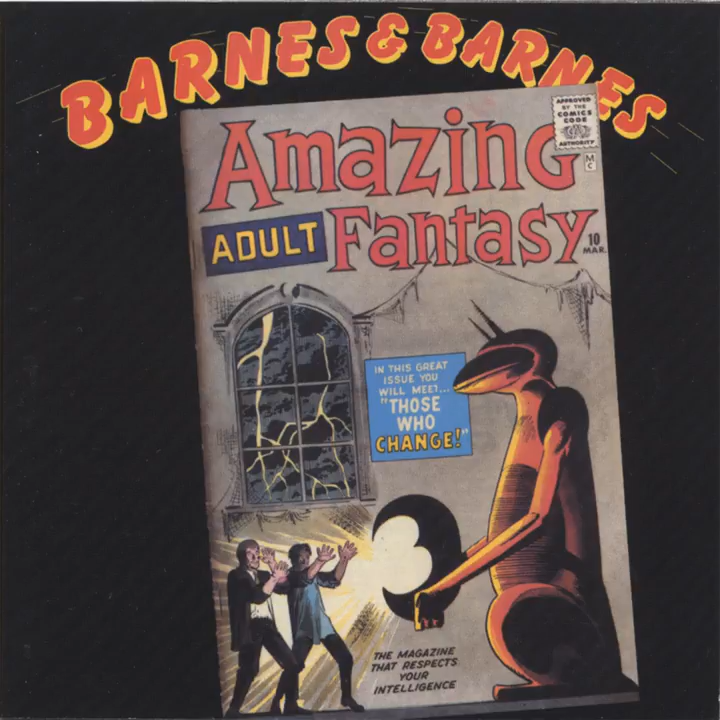 BARNES & BARNES
APPROVED
BY THE
COMICS
CODE
AUTHORITY
Amazing
M
C
ADULT Fantasy
10
MAR.
IN THIS GREAT
ISSUE YOU
WILL MEET...
"THOSE
WHO
CHANGE!"
THE MAGAZINE
THAT RESPECTS
YOUR
INTELLIGENCE